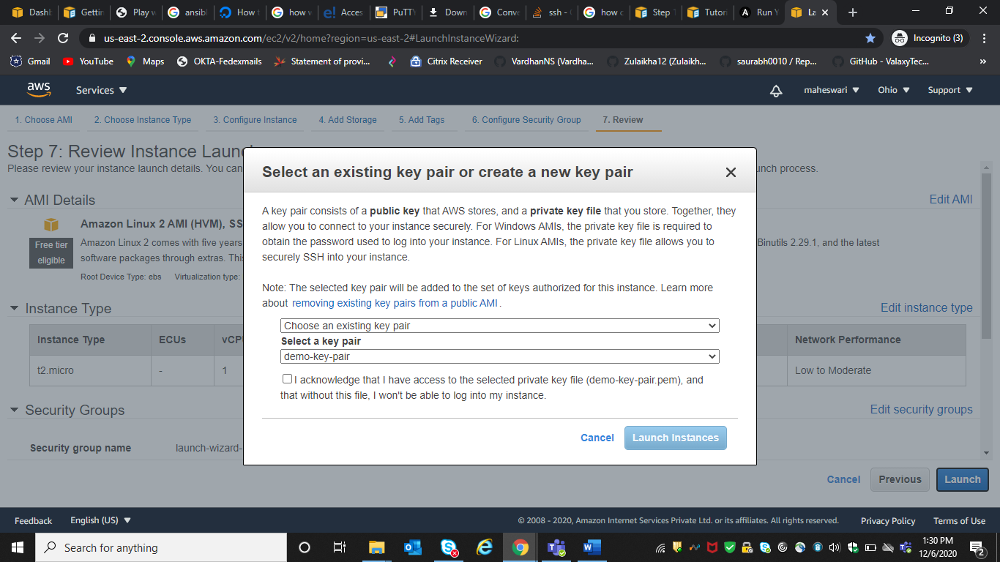 Dashb
Gettin
Play w
ansibl
How t
how w
Acces
PuTTY
Down
Conve
ssh -
how c
Step 1
Tutori
Run Y
La
us-east-2.console.aws.amazon.com/ec2/v2/home?region=us-east-2#LaunchInstanceWizard:
Incognito (3)
Gmail
YouTube
Maps
OKTA-Fedexmails
Statement of provi...
Citrix Receiver
VardhanNS (Vardha...
Zulaikha12 (Zulaikh...
saurabh0010 / Rep...
GitHub - ValaxyTec...
aws
Services
maheswari
Ohio
Support
1. Choose AMI
2. Choose Instance Type
3. Configure Instance
4. Add Storage
5. Add Tags
6. Configure Security Group
7. Review
Step 7: Review Instance Laun
Please review your instance launch details. You can
unch process.
AMI Details
Edit AMI
Amazon Linux 2 AMI (HVM), SS
Free tier
eligible
Amazon Linux 2 comes with five years
Binutils 2.29.1, and the latest
software packages through extras. Thi
Root Device Type: ebs
Virtualization type:
Instance Type
Edit instance type
Instance Type
ECUs
vCP
Network Performance
t2.micro
-
1
Low to Moderate
Security Groups
Edit security groups
Security group name
launch-wizard-
Select an existing key pair or create a new key pair
A key pair consists of a public key that AWS stores, and a private key file that you store. Together, they
allow you to connect to your instance securely. For Windows AMIs, the private key file is required to
obtain the password used to log into your instance. For Linux AMIs, the private key file allows you to
securely SSH into your instance.
Note: The selected key pair will be added to the set of keys authorized for this instance. Learn more
about removing existing key pairs from a public AMI .
Choose an existing key pair
Select a key pair
demo-key-pair
I acknowledge that I have access to the selected private key file (demo-key-pair.pem), and
that without this file, I won't be able to log into my instance.
Cancel
Launch Instances
Cancel
Previous
Launch
Feedback
English (US)
© 2008 - 2020, Amazon Internet Services Private Ltd. or its affiliates. All rights reserved.
Privacy Policy
Terms of Use
Search for anything
1:30 PM
12/6/2020
2